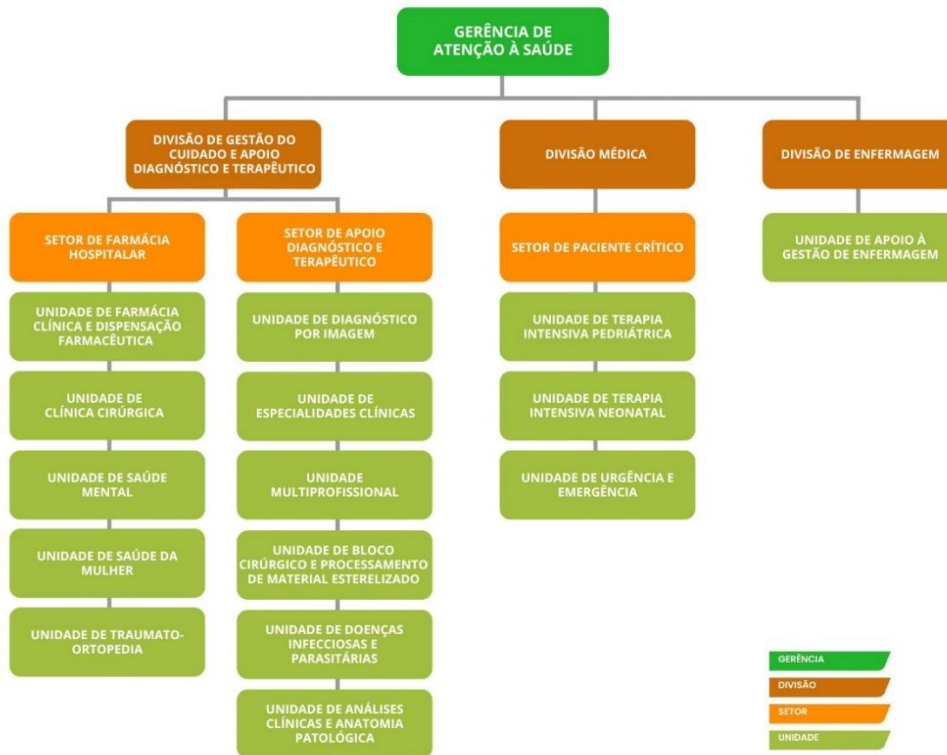 GERÊNCIA DE
ATENÇÃO À SAÚDE
DIVISÃO DE GESTÃO DO
CUIDADO E APOIO
DIAGNÓSTICO E TERAPÊUTICO
DIVISÃO MÉDICA
DIVISÃO DE ENFERMAGEM
SETOR DE FARMÁCIA
HOSPITALAR
SETOR DE APOIO
DIAGNÓSTICO E
TERAPÊUTICO
SETOR DE PACIENTE CRÍTICO
UNIDADE DE APOIO À
GESTÃO DE ENFERMAGEM
UNIDADE DE FARMÁCIA
CLÍNICA E DISPENSAÇÃO
FARMACÊUTICA
UNIDADE DE DIAGNÓSTICO
POR IMAGEM
UNIDADE DE TERAPIA
INTENSIVA PEDRIÁTRICA
UNIDADE DE
CLÍNICA CIRÚRGICA
UNIDADE DE
ESPECIALIDADES CLÍNICAS
UNIDADE DE TERAPIA
INTENSIVA NEONATAL
UNIDADE DE SAÚDE
MENTAL
UNIDADE
MULTIPROFISSIONAL
UNIDADE DE URGÊNCIA E
EMERGÊNCIA
UNIDADE DE SAÚDE DA
MULHER
UNIDADE DE BLOCO
CIRÚRGICO E PROCESSAMENTO
DE MATERIAL ESTERELIZADO
UNIDADE DE TRAUMATO-
ORTOPEDIA
UNIDADE DE DOENÇAS
INFECCIOSAS E
PARASITÁRIAS
UNIDADE DE ANÁLISES
CLÍNICAS E ANATOMIA
PATOLÓGICA
GERÊNCIA
DIVISÃO
SETOR
UNIDADE